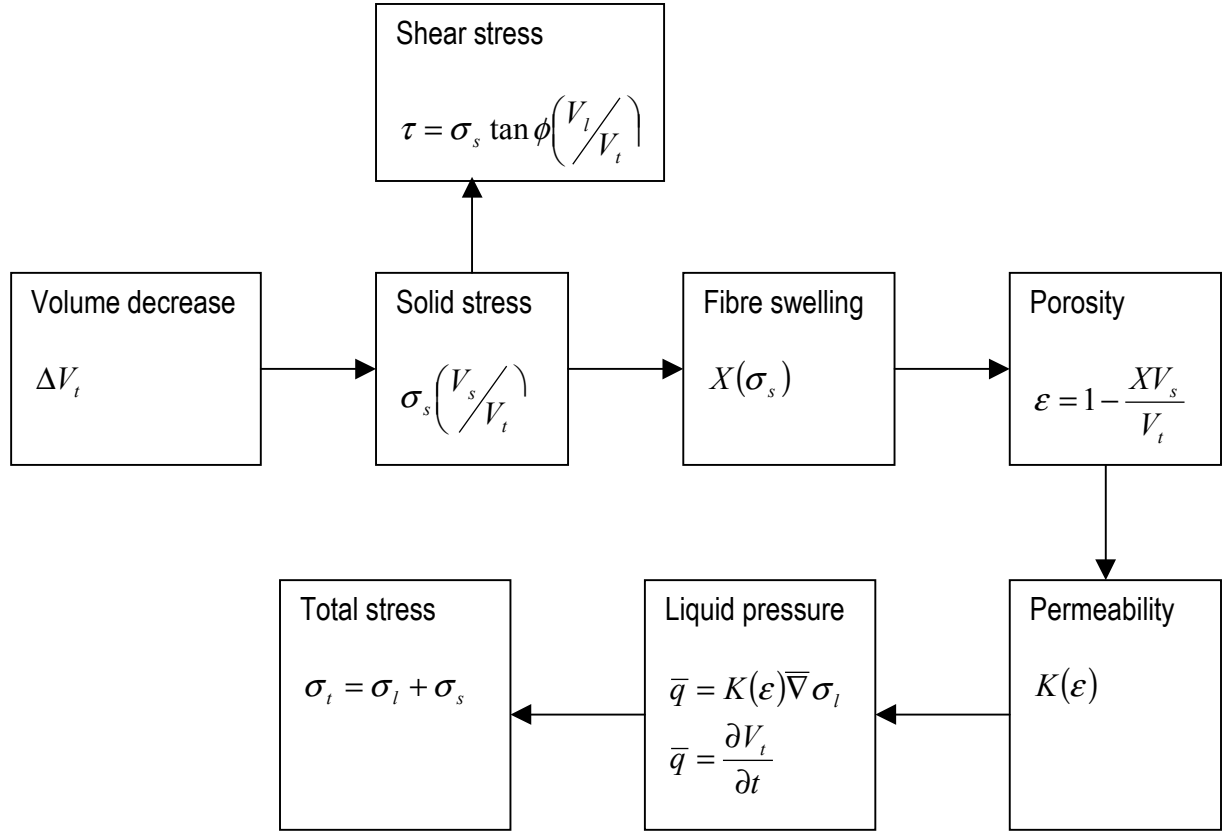 Shear stress
τ = σ_s tan ϕ(V_l/V_t)
Volume decrease
ΔV_t
Solid stress
σ_s(V_s/V_t)
Fibre swelling
X(σ_s)
Porosity
ε = 1 − XV_s/V_t
Total stress
σ_t = σ_l + σ_s
Liquid pressure
q̅ = K(ε)∇̅σ_l
q̅ = ∂V_t/∂t
Permeability
K(ε)